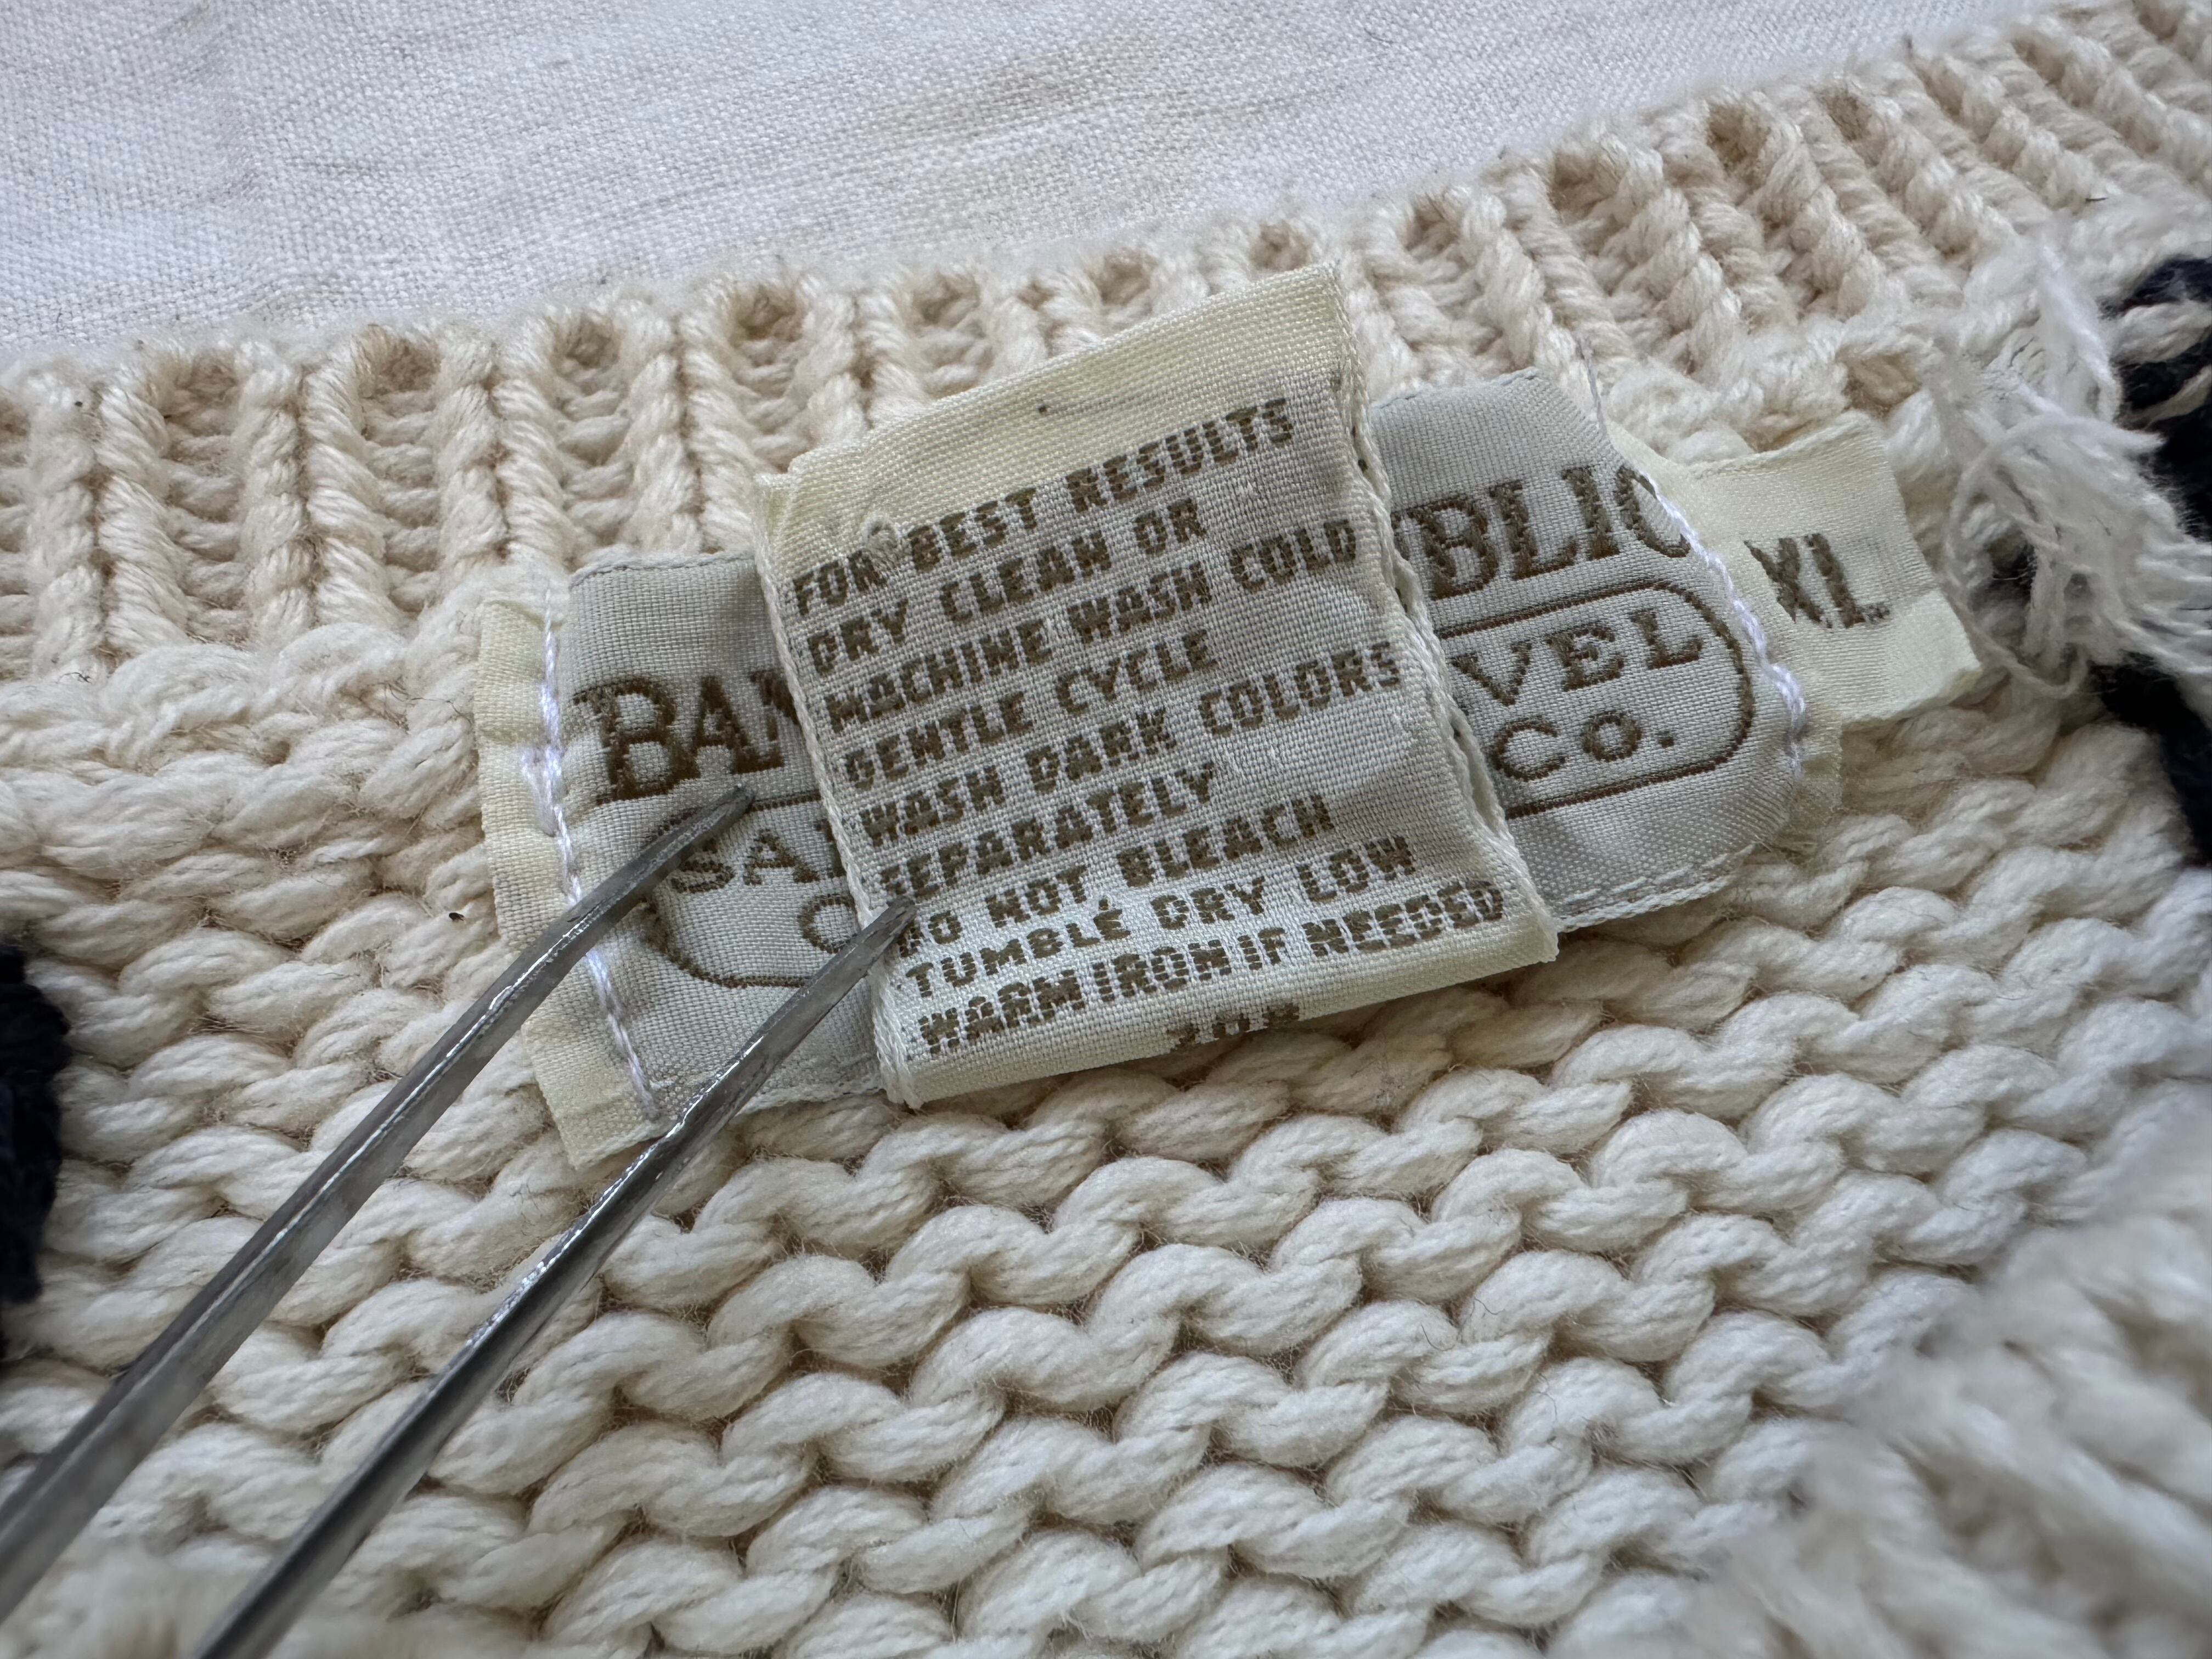 FOR BEST RESULTS
DRY CLEAN OR
MACHINE WASH COLD
GENTLE CYCLE
WASH DARK COLORS
SEPARATELY
DO NOT BLEACH
TUMBLE DRY LOW
WARM IRON IF NEEDED
BAN
BLIC
SA
VEL
CO.
XL